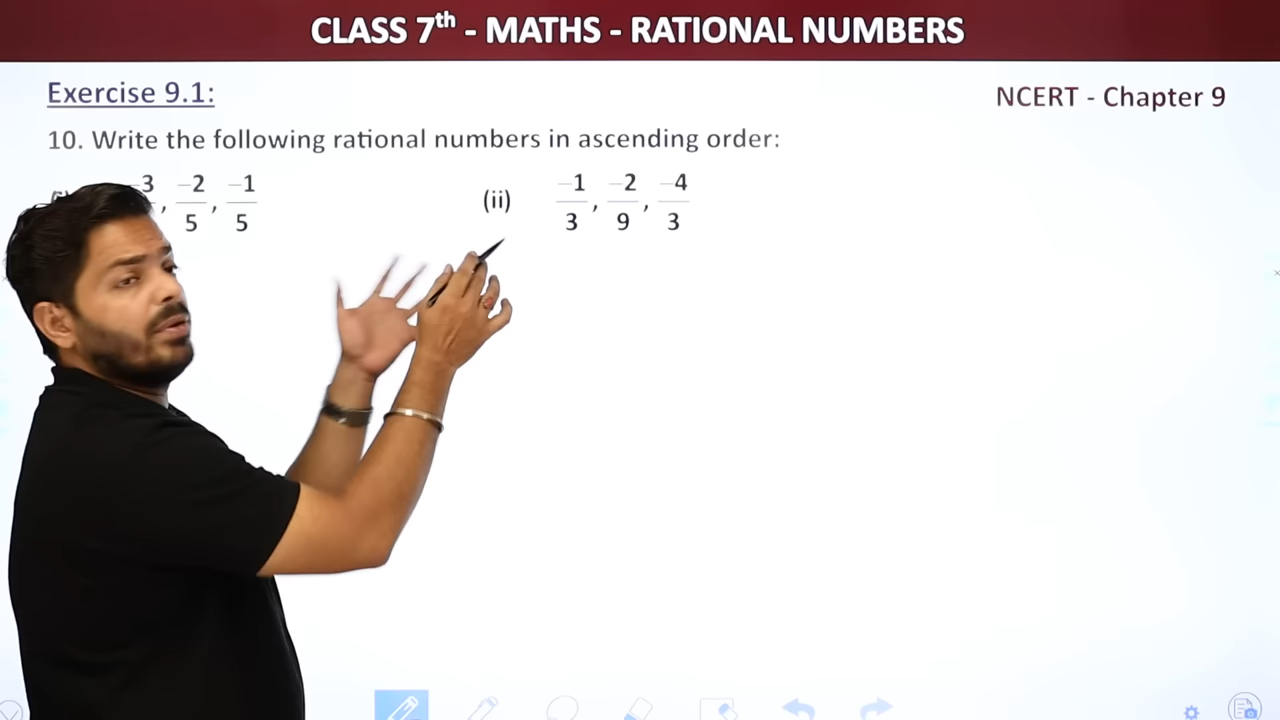 CLASS 7th - MATHS - RATIONAL NUMBERS
Exercise 9.1:
NCERT - Chapter 9
10. Write the following rational numbers in ascending order:
-3, -2/5, -1/5
(ii) -1/3, -2/9, -4/3